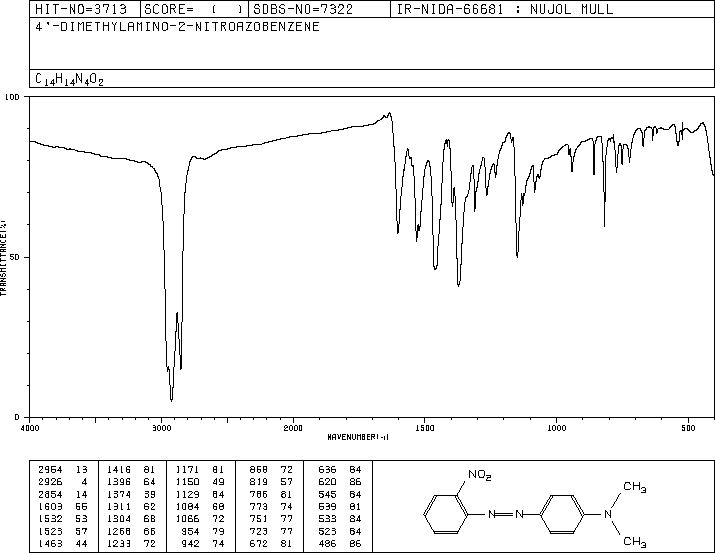 HIT-NO=3713 SCORE= ( ) SDBS-NO=7322 IR-NIDA-66681 : NUJOL MULL
4'-DIMETHYLAMINO-2-NITROAZOBENZENE
C14H14N4O2
100
50
0
TRANSMITTANCE(%)
4000 3000 2000 1500 1000 500
WAVENUMBER(-1)
2964 13 1416 81 1171 81 868 72 636 84
2926 4 1396 64 1150 49 819 57 620 86
2854 14 1374 39 1129 64 786 81 545 84
1603 55 1311 62 1084 68 773 74 539 81
1532 53 1304 68 1066 72 751 77 533 84
1523 57 1268 66 954 79 723 77 523 84
1463 44 1233 72 942 74 672 81 486 86
NO2
CH3
N=N
N
CH3